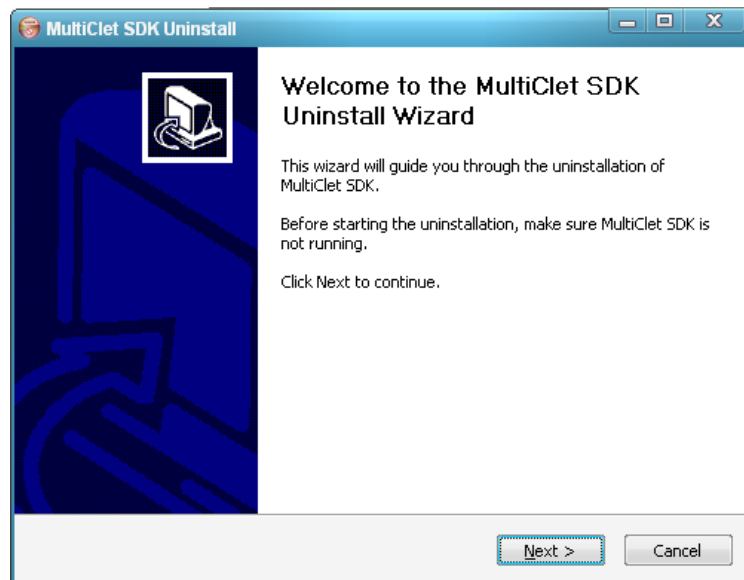 MultiClet SDK Uninstall
Welcome to the MultiClet SDK
Uninstall Wizard
This wizard will guide you through the uninstallation of
MultiClet SDK.
Before starting the uninstallation, make sure MultiClet SDK is
not running.
Click Next to continue.
Next >
Cancel